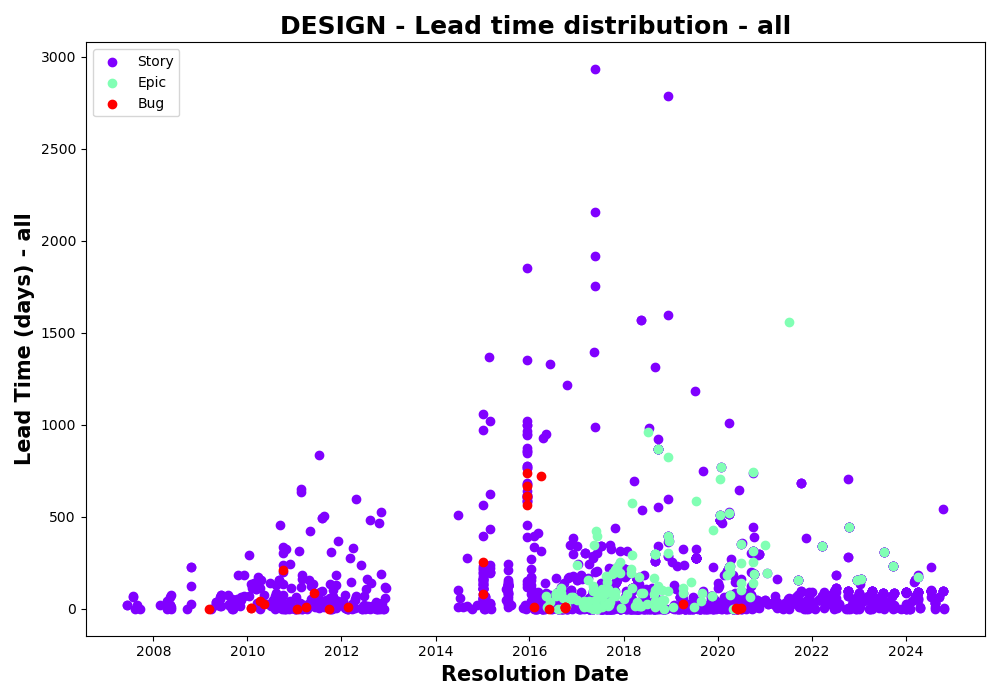 DESIGN - Lead time distribution - all
Story
Epic
Bug
Lead Time (days) - all
3000
2500
2000
1500
1000
500
0
2008 2010 2012 2014 2016 2018 2020 2022 2024
Resolution Date